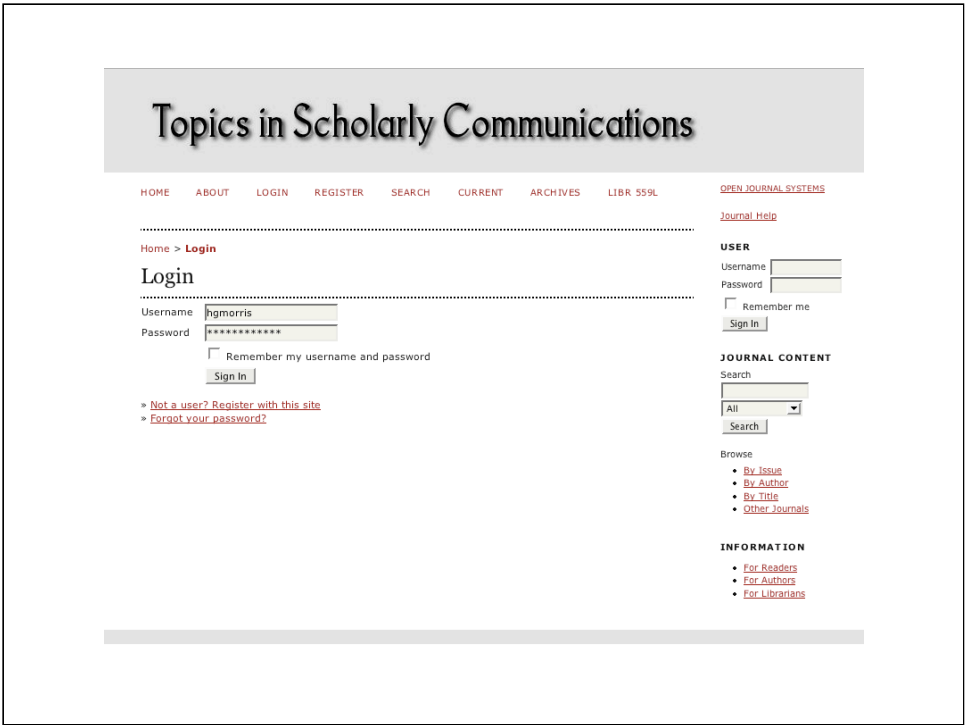 Topics in Scholarly Communications
HOME ABOUT LOGIN REGISTER SEARCH CURRENT ARCHIVES LIBR 559L
Home > Login
Login
Username hgmorris
Password ************
Remember my username and password
Sign In
» Not a user? Register with this site
» Forgot your password?
OPEN JOURNAL SYSTEMS
Journal Help
USER
Username
Password
Remember me
Sign In
JOURNAL CONTENT
Search
All
Search
Browse
• By Issue
• By Author
• By Title
• Other Journals
INFORMATION
• For Readers
• For Authors
• For Librarians